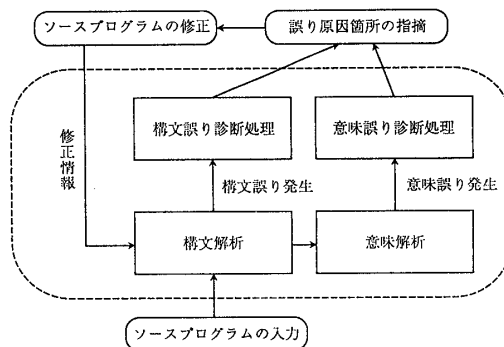 ソースプログラムの修正
誤り原因箇所の指摘
構文誤り診断処理
意味誤り診断処理
修正情報
構文誤り発生
意味誤り発生
構文解析
意味解析
ソースプログラムの入力